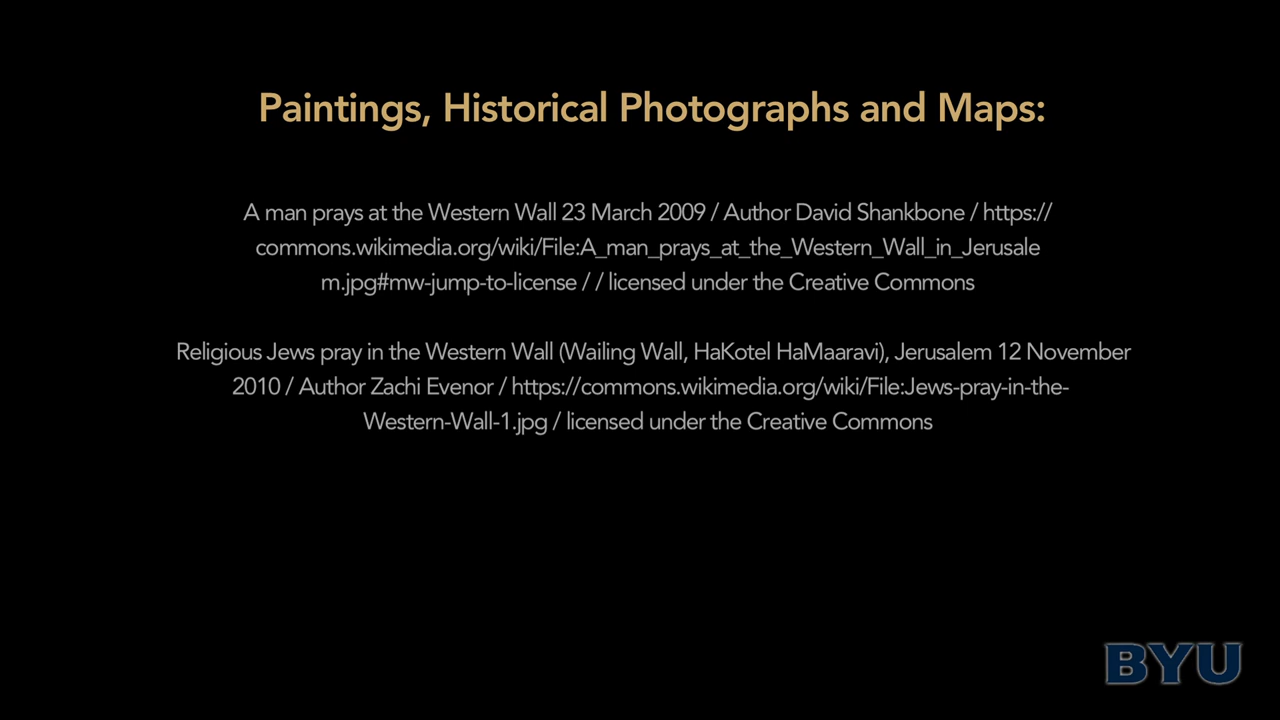 Paintings, Historical Photographs and Maps:
A man prays at the Western Wall 23 March 2009 / Author David Shankbone / https://
commons.wikimedia.org/wiki/File:A_man_prays_at_the_Western_Wall_in_Jerusale
m.jpg#mw-jump-to-license / / licensed under the Creative Commons
Religious Jews pray in the Western Wall (Wailing Wall, HaKotel HaMaaravi), Jerusalem 12 November
2010 / Author Zachi Evenor / https://commons.wikimedia.org/wiki/File:Jews-pray-in-the-
Western-Wall-1.jpg / licensed under the Creative Commons
BYU